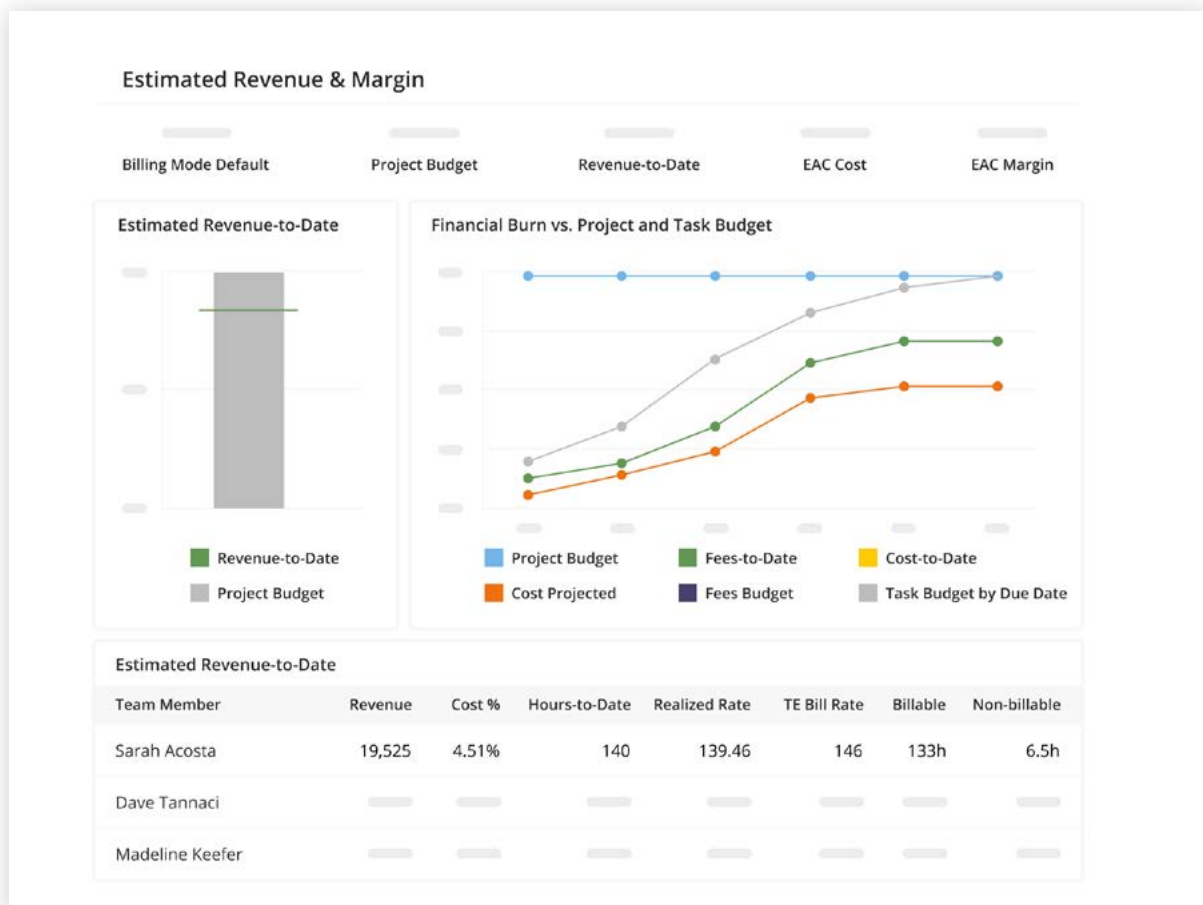 Estimated Revenue & Margin
Billing Mode Default Project Budget Revenue-to-Date EAC Cost EAC Margin
Estimated Revenue-to-Date
Revenue-to-Date
Project Budget
Financial Burn vs. Project and Task Budget
Project Budget Fees-to-Date Cost-to-Date
Cost Projected Fees Budget Task Budget by Due Date
Estimated Revenue-to-Date
Team Member Revenue Cost % Hours-to-Date Realized Rate TE Bill Rate Billable Non-billable
Sarah Acosta 19,525 4.51% 140 139.46 146 133h 6.5h
Dave Tannaci
Madeline Keefer